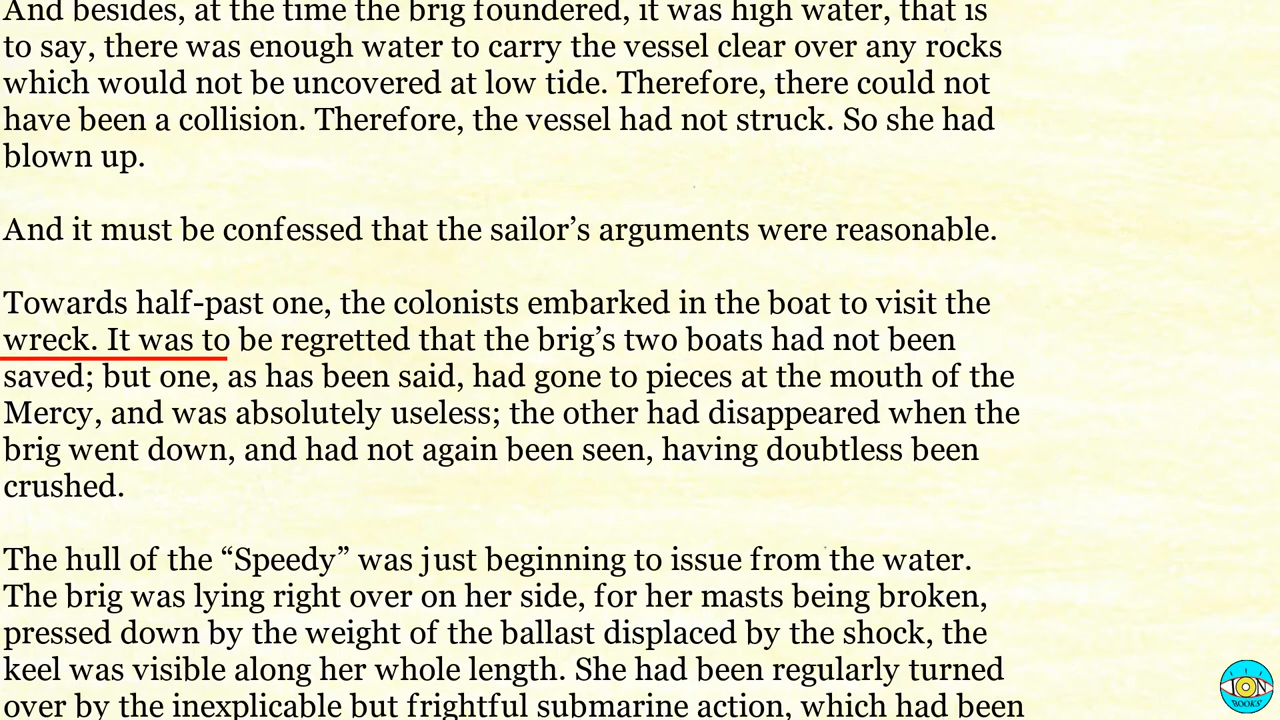 And besides, at the time the brig foundered, it was high water, that is
to say, there was enough water to carry the vessel clear over any rocks
which would not be uncovered at low tide. Therefore, there could not
have been a collision. Therefore, the vessel had not struck. So she had
blown up.
And it must be confessed that the sailor’s arguments were reasonable.
Towards half-past one, the colonists embarked in the boat to visit the
wreck. It was to be regretted that the brig’s two boats had not been
saved; but one, as has been said, had gone to pieces at the mouth of the
Mercy, and was absolutely useless; the other had disappeared when the
brig went down, and had not again been seen, having doubtless been
crushed.
The hull of the “Speedy” was just beginning to issue from the water.
The brig was lying right over on her side, for her masts being broken,
pressed down by the weight of the ballast displaced by the shock, the
keel was visible along her whole length. She had been regularly turned
over by the inexplicable but frightful submarine action, which had been
ION
BOOKS